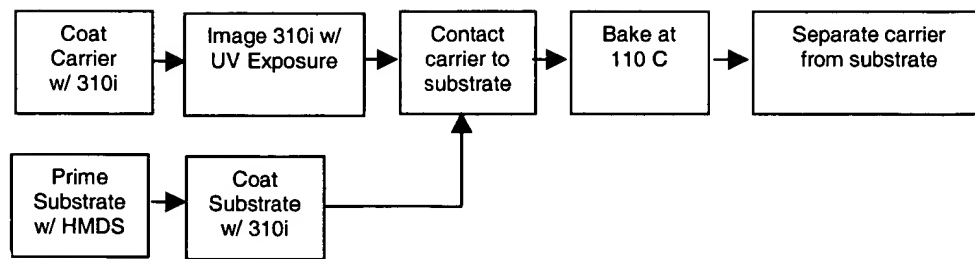 Coat
Carrier
w/ 310i
Image 310i w/
UV Exposure
Contact
carrier to
substrate
Bake at
110 C
Separate carrier
from substrate
Prime
Substrate
w/ HMDS
Coat
Substrate
w/ 310i